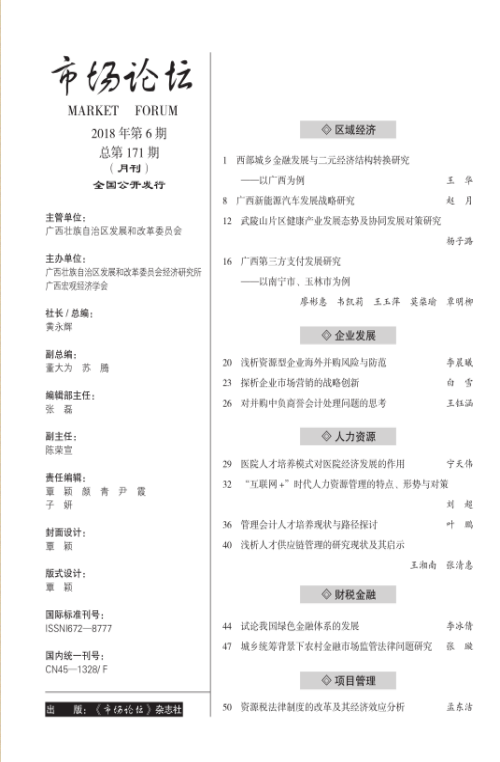 市场论坛
MARKET FORUM
2018 年第 6 期
总第 171 期
(月刊)
全国公开发行
主管单位:
广西壮族自治区发展和改革委员会
主办单位:
广西壮族自治区发展和改革委员会经济研究所
广西宏观经济学会
社长 / 总编:
黄永辉
副总编:
董大为 苏 腾
编辑部主任:
张 磊
副主任:
陈荣宣
责任编辑:
覃 颖 颜 青 尹 霞
子 妍
封面设计:
覃 颖
版式设计:
覃 颖
国际标准刊号:
ISSN1672—8777
国内统一刊号:
CN45—1328/ F
出 版:《市场论坛》杂志社
◇ 区域经济
1 西部城乡金融发展与二元经济结构转换研究
——以广西为例 王 华
8 广西新能源汽车发展战略研究 赵 月
12 武陵山片区健康产业发展态势及协同发展对策研究
杨子路
16 广西第三方支付发展研究
——以南宁市、玉林市为例
廖彬惠 韦凯莉 王玉萍 莫燊瑜 覃明柳
◇ 企业发展
20 浅析资源型企业海外并购风险与防范 李晨曦
23 探析企业市场营销的战略创新 白 雪
26 对并购中负商誉会计处理问题的思考 王钰涵
◇ 人力资源
29 医院人才培养模式对医院经济发展的作用 宁天伟
32 “互联网 +”时代人力资源管理的特点、形势与对策
刘 超
36 管理会计人才培养现状与路径探讨 叶 鹏
40 浅析人才供应链管理的研究现状及其启示
王湘南 张清惠
◇ 财税金融
44 试论我国绿色金融体系的发展 李冰倩
47 城乡统筹背景下农村金融市场监管法律问题研究 张 璇
◇ 项目管理
50 资源税法律制度的改革及其经济效应分析 孟东洁